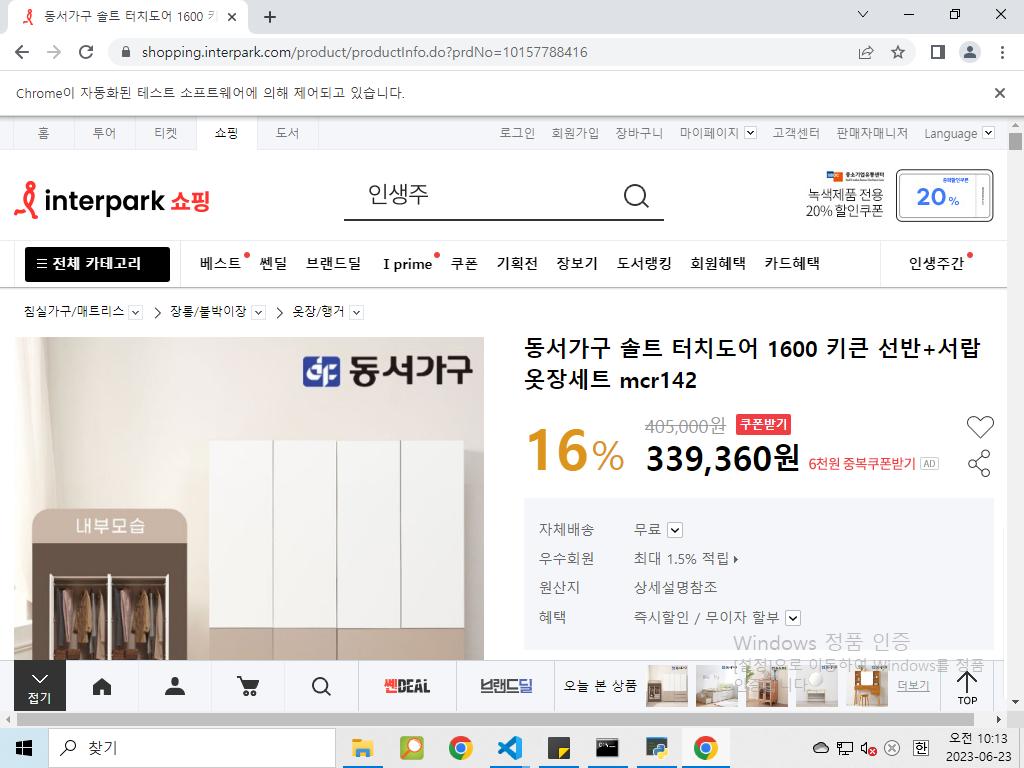 동서가구 솔트 터치도어 1600 키
shopping.interpark.com/product/productInfo.do?prdNo=10157788416
Chrome이 자동화된 테스트 소프트웨어에 의해 제어되고 있습니다.
홈 투어 티켓 쇼핑 도서 로그인 회원가입 장바구니 마이페이지 고객센터 판매자매니저 Language
interpark 쇼핑
인생주
중소기업유통센터
녹색제품 전용
20% 할인쿠폰
중복할인쿠폰
20%
전체 카테고리 베스트 쎈딜 브랜드딜 I prime 쿠폰 기획전 장보기 도서랭킹 회원혜택 카드혜택 인생주간
침실가구/매트리스 장롱/붙박이장 옷장/행거
동서가구
내부모습
동서가구 솔트 터치도어 1600 키큰 선반+서랍
옷장세트 mcr142
16%
405,000원 쿠폰받기
339,360원 6천원 중복쿠폰받기 AD
자체배송 무료
우수회원 최대 1.5% 적립
원산지 상세설명참조
혜택 즉시할인 / 무이자 할부
Windows 정품 인증
[설정]으로 이동하여 Windows를 정품
인증합니다.
접기 쎈DEAL 브랜드딜 오늘 본 상품 더보기 TOP
찾기
한
오전 10:13
2023-06-23